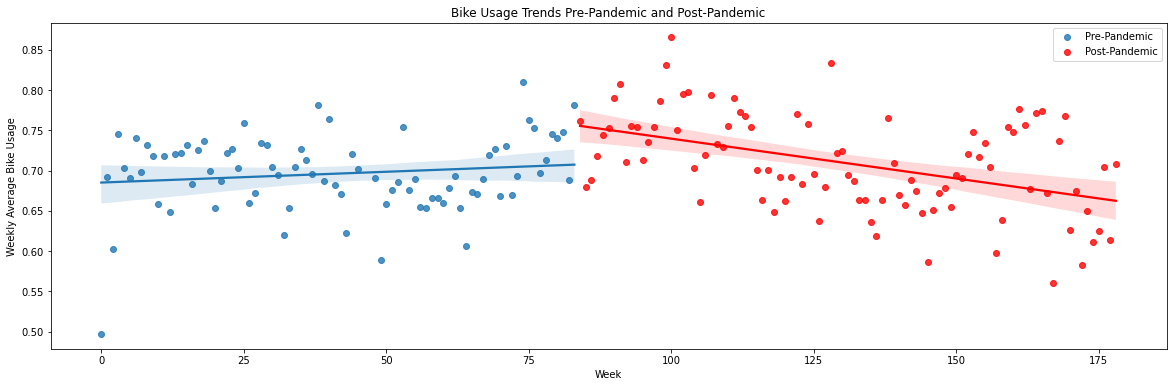 Bike Usage Trends Pre-Pandemic and Post-Pandemic
Pre-Pandemic
Post-Pandemic
Weekly Average Bike Usage
0.85
0.80
0.75
0.70
0.65
0.60
0.55
0.50
0 25 50 75 100 125 150 175
Week